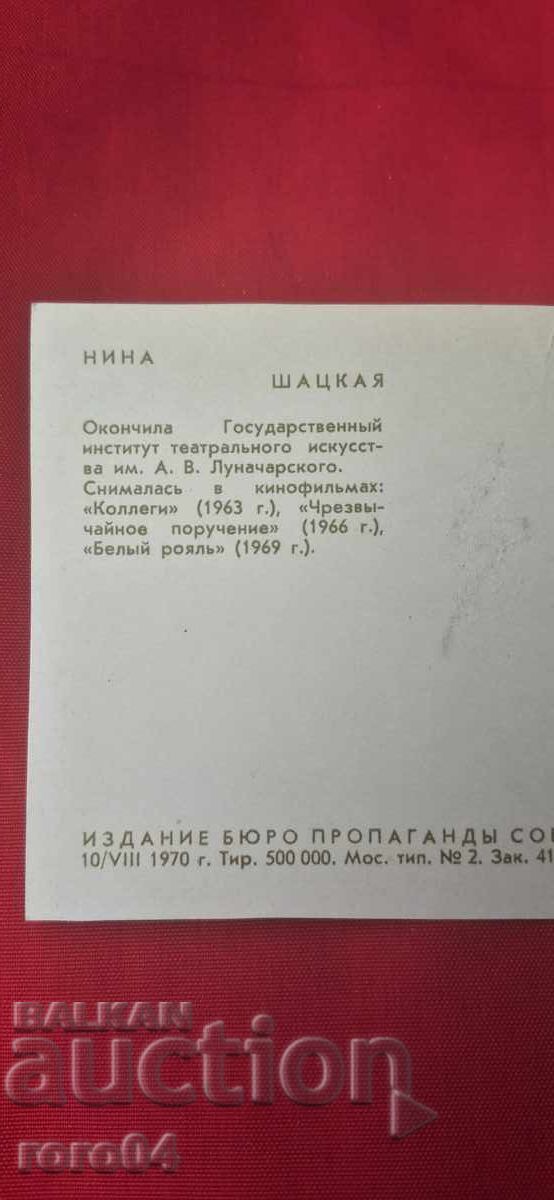 НИНА
ШАЦКАЯ
Окончила Государственный
институт театрального искусст-
ва им. А. В. Луначарского.
Снималась в кинофильмах:
«Коллеги» (1963 г.), «Чрезвы-
чайное поручение» (1966 г.),
«Белый рояль» (1969 г.).
ИЗДАНИЕ БЮРО ПРОПАГАНДЫ СОВ
10/VIII 1970 г. Тир. 500 000. Мос. тип. № 2. Зак. 41
BALKAN
auction
roro04